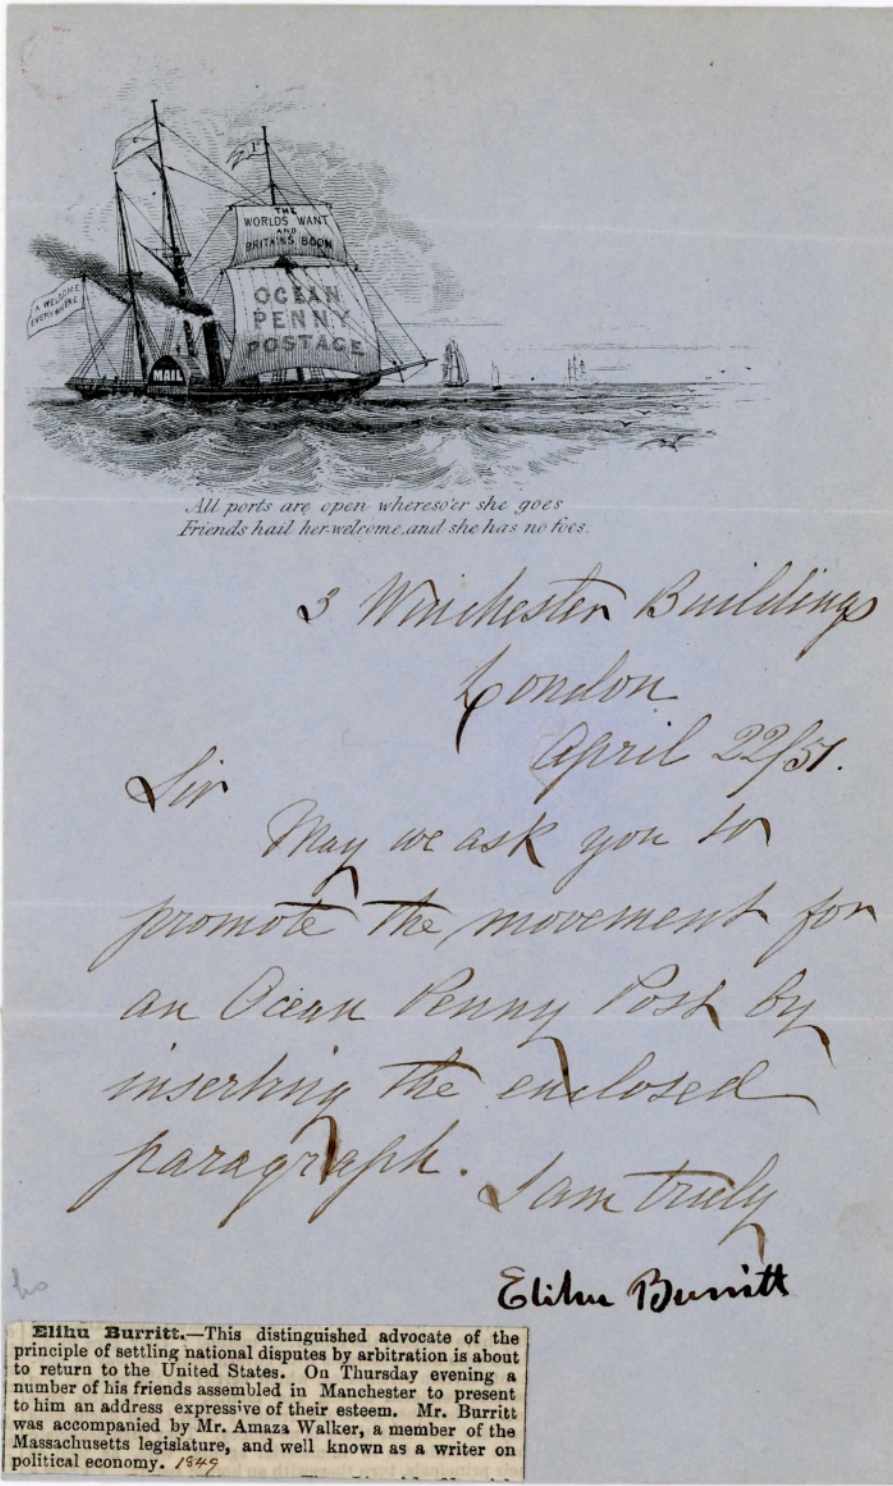 THE
WORLDS WANT
AND
BRITAINS BOON
OCEAN
PENNY
POSTAGE
A WELCOME
EVERYWHERE
MAIL
All ports are open whereso'er she goes
Friends hail her welcome, and she has no foes.
3 Winchester Buildings
London
April 22/51.
Sir
May we ask you to
promote the movement for
an Ocean Penny Post by
inserting the enclosed
paragraph.
I am truly
Elihu Burritt
Elihu Burritt.—This distinguished advocate of the
principle of settling national disputes by arbitration is about
to return to the United States. On Thursday evening a
number of his friends assembled in Manchester to present
to him an address expressive of their esteem. Mr. Burritt
was accompanied by Mr. Amaza Walker, a member of the
Massachusetts legislature, and well known as a writer on
political economy. 1849